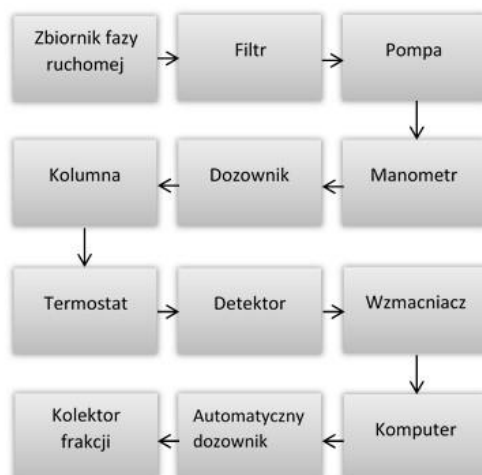 Zbiornik fazy
ruchomej
Filtr
Pompa
Kolumna
Dozownik
Manometr
Termostat
Detektor
Wzmacniacz
Kolektor
frakcji
Automatyczny
dozownik
Komputer